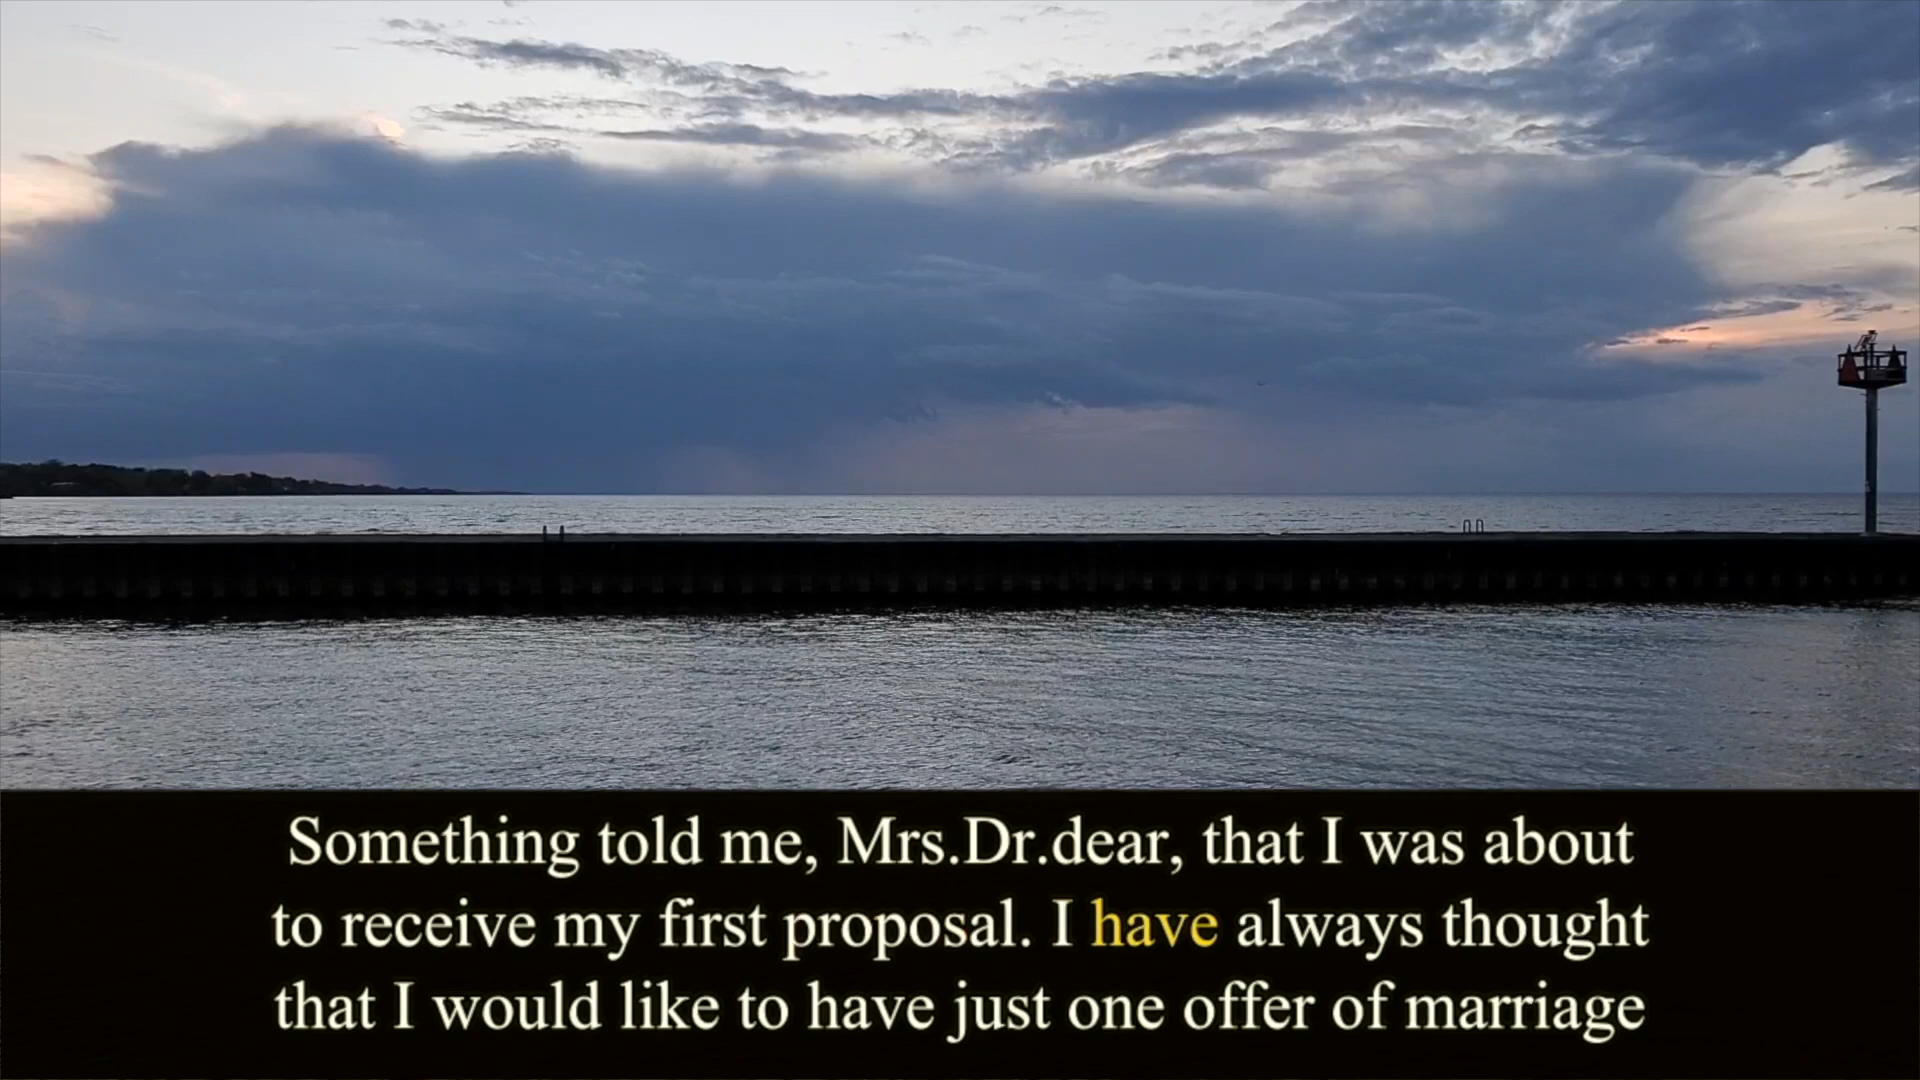 Something told me, Mrs.Dr.dear, that I was about
to receive my first proposal. I have always thought
that I would like to have just one offer of marriage